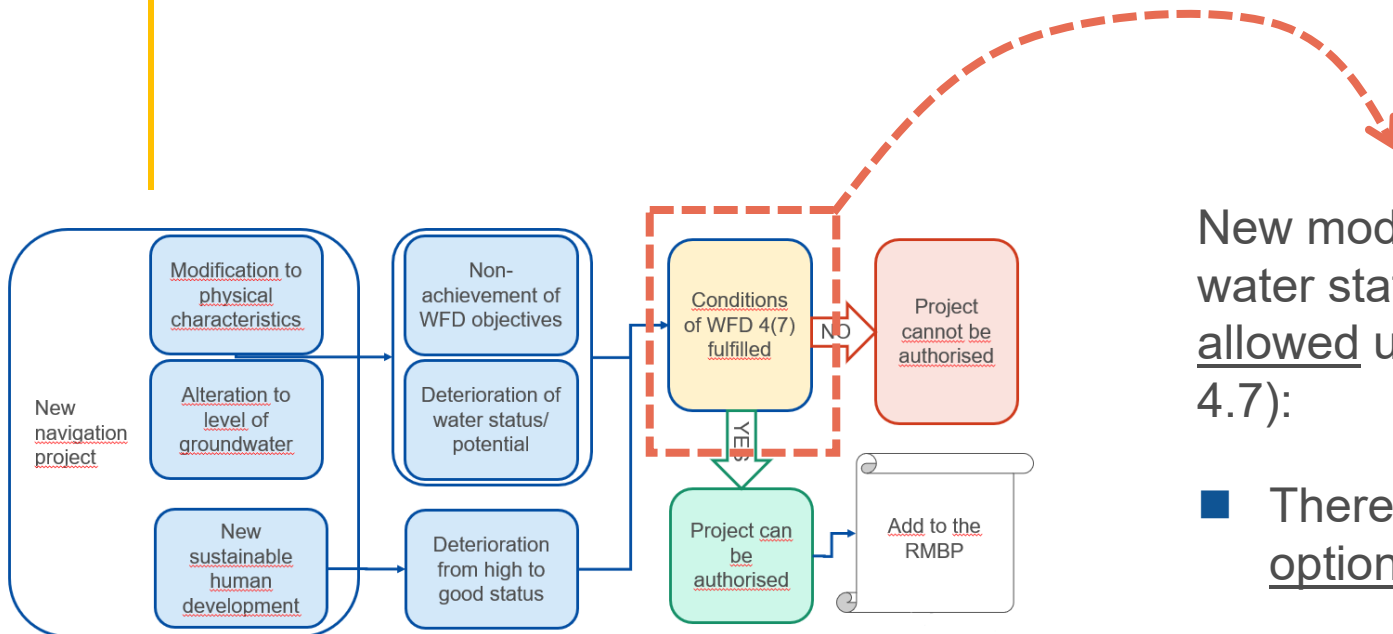 New
navigation
project
Modification to
physical
characteristics
Alteration to
level of
groundwater
New
sustainable
human
development
Non-
achievement of
WFD objectives
Deterioration of
water status/
potential
Deterioration
from high to
good status
Conditions
of WFD 4(7)
fulfilled
NO
Project
cannot be
authorised
YES
Project can
be
authorised
Add to the
RMBP
New mod
water sta
allowed u
4.7):
There
option